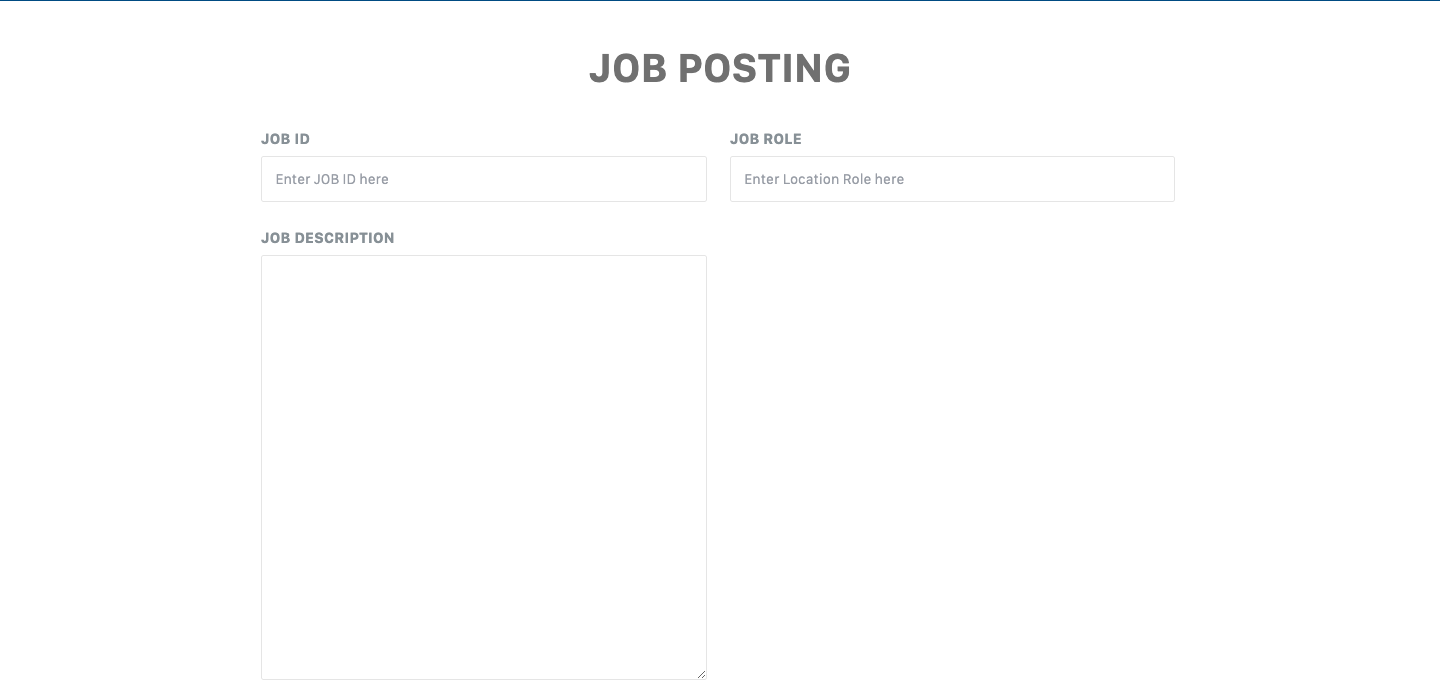 JOB POSTING
JOB ID
JOB ROLE
Enter JOB ID here
Enter Location Role here
JOB DESCRIPTION